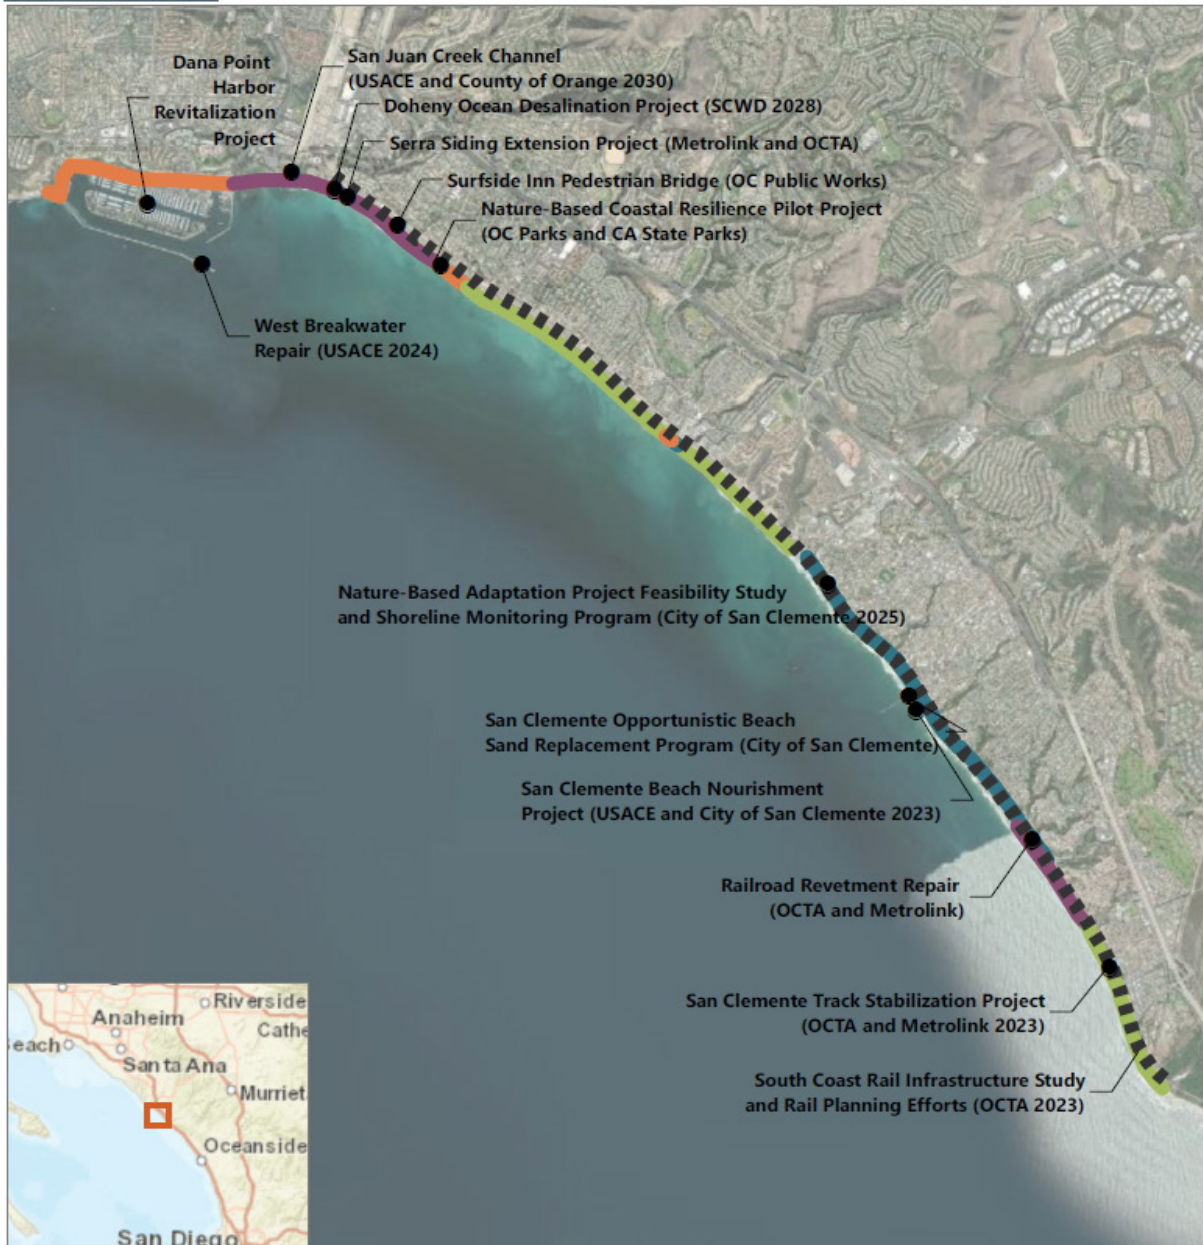 Dana Point
Harbor
Revitalization
Project
San Juan Creek Channel
(USACE and County of Orange 2030)
Doheny Ocean Desalination Project (SCWD 2028)
Serra Siding Extension Project (Metrolink and OCTA)
Surfside Inn Pedestrian Bridge (OC Public Works)
Nature-Based Coastal Resilience Pilot Project
(OC Parks and CA State Parks)
West Breakwater
Repair (USACE 2024)
Nature-Based Adaptation Project Feasibility Study
and Shoreline Monitoring Program (City of San Clemente 2025)
San Clemente Opportunistic Beach
Sand Replacement Program (City of San Clemente)
San Clemente Beach Nourishment
Project (USACE and City of San Clemente 2023)
Railroad Revetment Repair
(OCTA and Metrolink)
San Clemente Track Stabilization Project
(OCTA and Metrolink 2023)
South Coast Rail Infrastructure Study
and Rail Planning Efforts (OCTA 2023)
Riverside
Anaheim
Cathe
each
Santa Ana
Murriet
Oceanside
San Diego